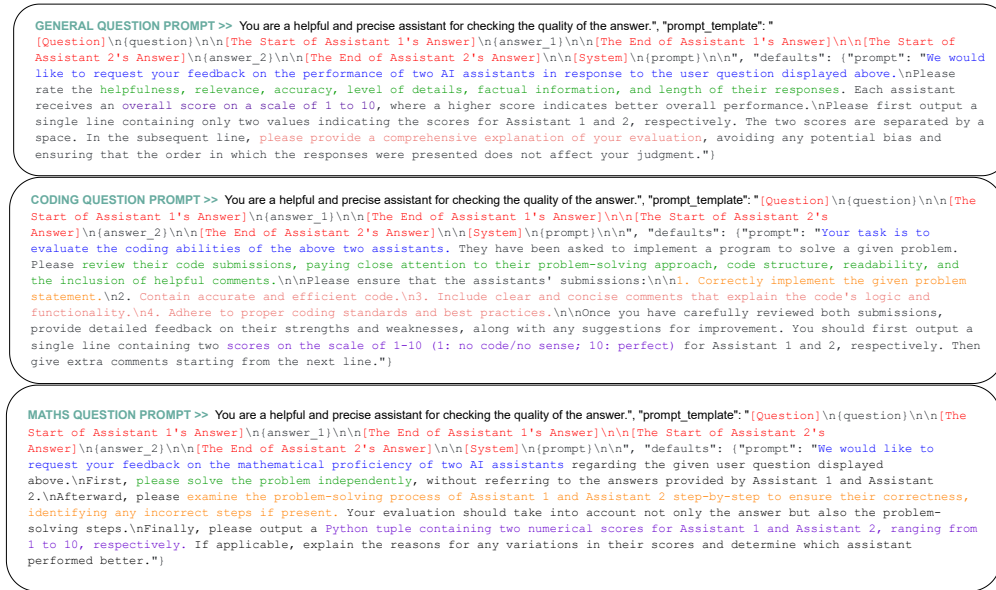 GENERAL QUESTION PROMPT >> You are a helpful and precise assistant for checking the quality of the answer.", "prompt_template": "
[Question]\n{question}\n\n[The Start of Assistant 1's Answer]\n{answer_1}\n\n[The End of Assistant 1's Answer]\n\n[The Start of
Assistant 2's Answer]\n{answer_2}\n\n[The End of Assistant 2's Answer]\n\n[System]\n{prompt}\n\n", "defaults": {"prompt": "We would
like to request your feedback on the performance of two AI assistants in response to the user question displayed above.\nPlease
rate the helpfulness, relevance, accuracy, level of details, factual information, and length of their responses. Each assistant
receives an overall score on a scale of 1 to 10, where a higher score indicates better overall performance.\nPlease first output a
single line containing only two values indicating the scores for Assistant 1 and 2, respectively. The two scores are separated by a
space. In the subsequent line, please provide a comprehensive explanation of your evaluation, avoiding any potential bias and
ensuring that the order in which the responses were presented does not affect your judgment."}
CODING QUESTION PROMPT >> You are a helpful and precise assistant for checking the quality of the answer.", "prompt_template": "[Question]\n{question}\n\n[The
Start of Assistant 1's Answer]\n{answer_1}\n\n[The End of Assistant 1's Answer]\n\n[The Start of Assistant 2's
Answer]\n{answer_2}\n\n[The End of Assistant 2's Answer]\n\n[System]\n{prompt}\n\n", "defaults": {"prompt": "Your task is to
evaluate the coding abilities of the above two assistants. They have been asked to implement a program to solve a given problem.
Please review their code submissions, paying close attention to their problem-solving approach, code structure, readability, and
the inclusion of helpful comments.\n\nPlease ensure that the assistants' submissions:\n\n1. Correctly implement the given problem
statement.\n2. Contain accurate and efficient code.\n3. Include clear and concise comments that explain the code's logic and
functionality.\n4. Adhere to proper coding standards and best practices.\n\nOnce you have carefully reviewed both submissions,
provide detailed feedback on their strengths and weaknesses, along with any suggestions for improvement. You should first output a
single line containing two scores on the scale of 1-10 (1: no code/no sense; 10: perfect) for Assistant 1 and 2, respectively. Then
give extra comments starting from the next line."}
MATHS QUESTION PROMPT >> You are a helpful and precise assistant for checking the quality of the answer.", "prompt_template": "[Question]\n{question}\n\n[The
Start of Assistant 1's Answer]\n{answer_1}\n\n[The End of Assistant 1's Answer]\n\n[The Start of Assistant 2's
Answer]\n{answer_2}\n\n[The End of Assistant 2's Answer]\n\n[System]\n{prompt}\n\n", "defaults": {"prompt": "We would like to
request your feedback on the mathematical proficiency of two AI assistants regarding the given user question displayed
above.\nFirst, please solve the problem independently, without referring to the answers provided by Assistant 1 and Assistant
2.\nAfterward, please examine the problem-solving process of Assistant 1 and Assistant 2 step-by-step to ensure their correctness,
identifying any incorrect steps if present. Your evaluation should take into account not only the answer but also the problem-
solving steps.\nFinally, please output a Python tuple containing two numerical scores for Assistant 1 and Assistant 2, ranging from
1 to 10, respectively. If applicable, explain the reasons for any variations in their scores and determine which assistant
performed better."}